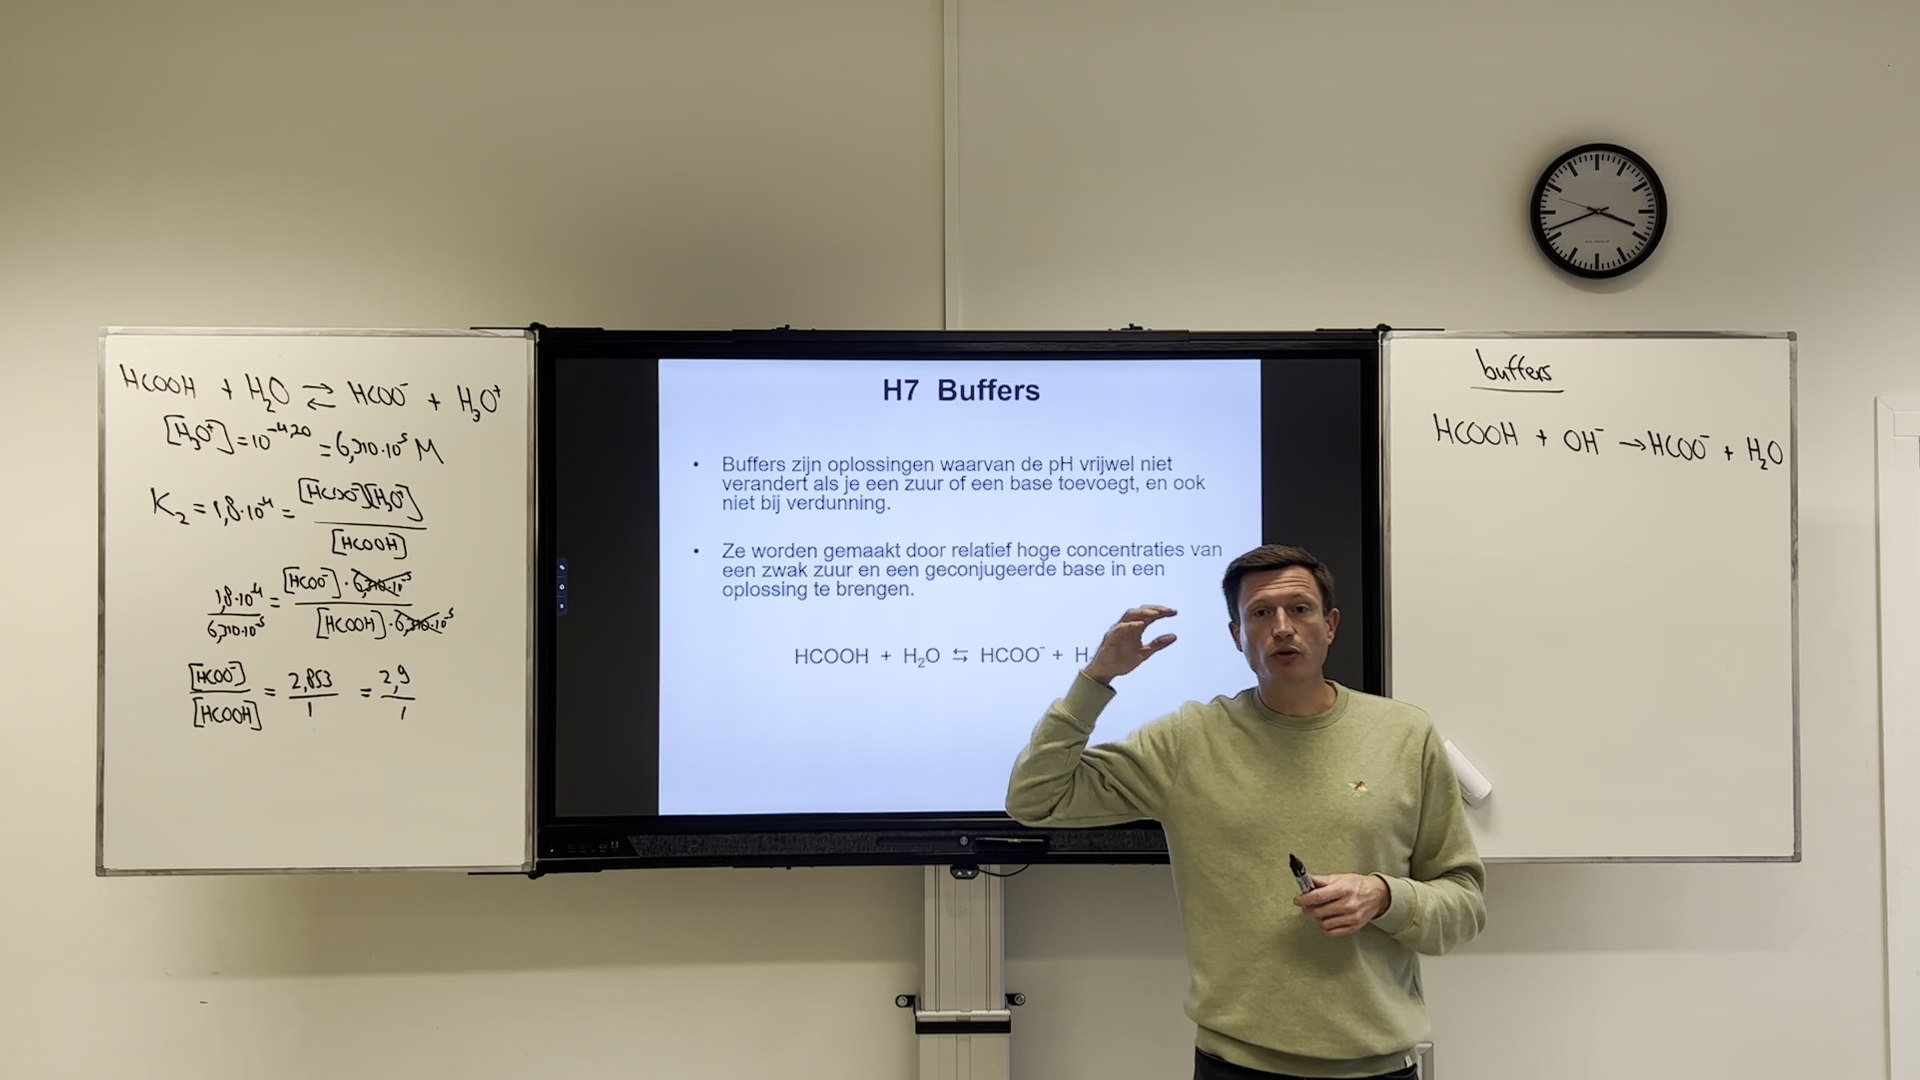 HCOOH + H₂O ⇌ HCOO⁻ + H₃O⁺
[H₃O⁺] = 10⁻⁴,²⁰ = 6,310·10⁻⁵ M
K₂ = 1,8·10⁻⁴ = [HCOO⁻][H₃O⁺] / [HCOOH]
1,8·10⁻⁴ / 6,310·10⁻⁵ = [HCOO⁻] · 6,310·10⁻⁵ / [HCOOH] · 6,310·10⁻⁵
[HCOO⁻] / [HCOOH] = 2,853 / 1 = 2,9 / 1
H7 Buffers
• Buffers zijn oplossingen waarvan de pH vrijwel niet
verandert als je een zuur of een base toevoegt, en ook
niet bij verdunning.
• Ze worden gemaakt door relatief hoge concentraties van
een zwak zuur en een geconjugeerde base in een
oplossing te brengen.
HCOOH + H₂O ⇆ HCOO⁻ + H
buffers
HCOOH + OH⁻ → HCOO⁻ + H₂O